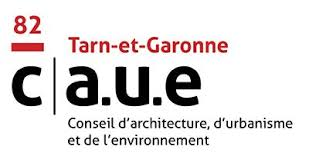 82
Tarn-et-Garonne
c|a.u.e
Conseil d'architecture, d'urbanisme
et de l'environnement